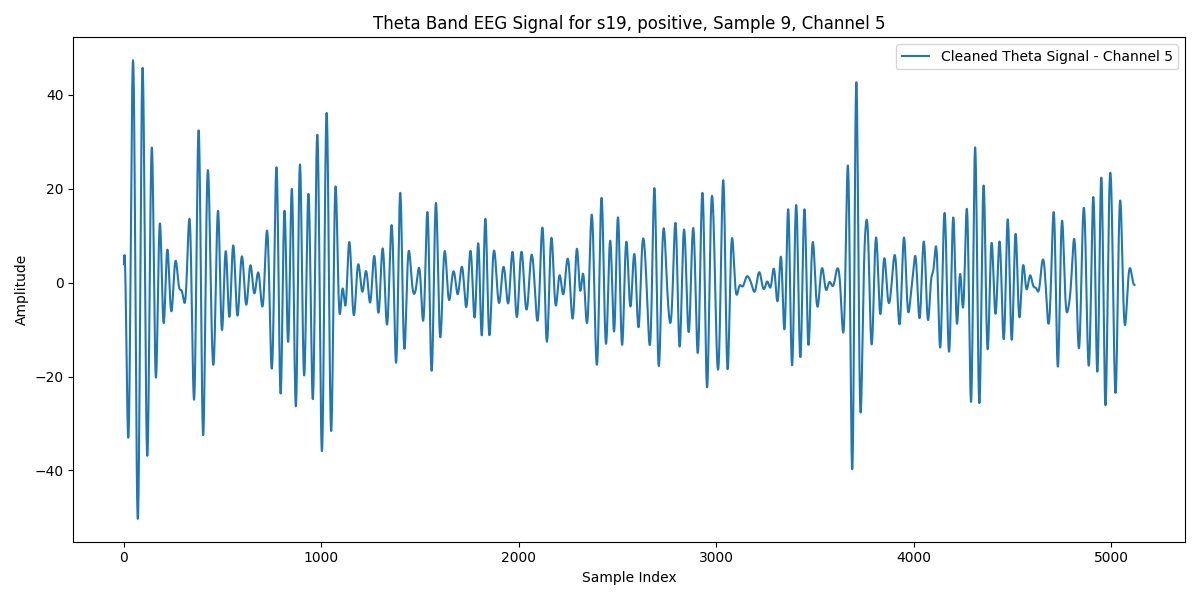 Theta Band EEG Signal for s19, positive, Sample 9, Channel 5
Cleaned Theta Signal - Channel 5
Amplitude
40
20
0
−20
−40
0 1000 2000 3000 4000 5000
Sample Index